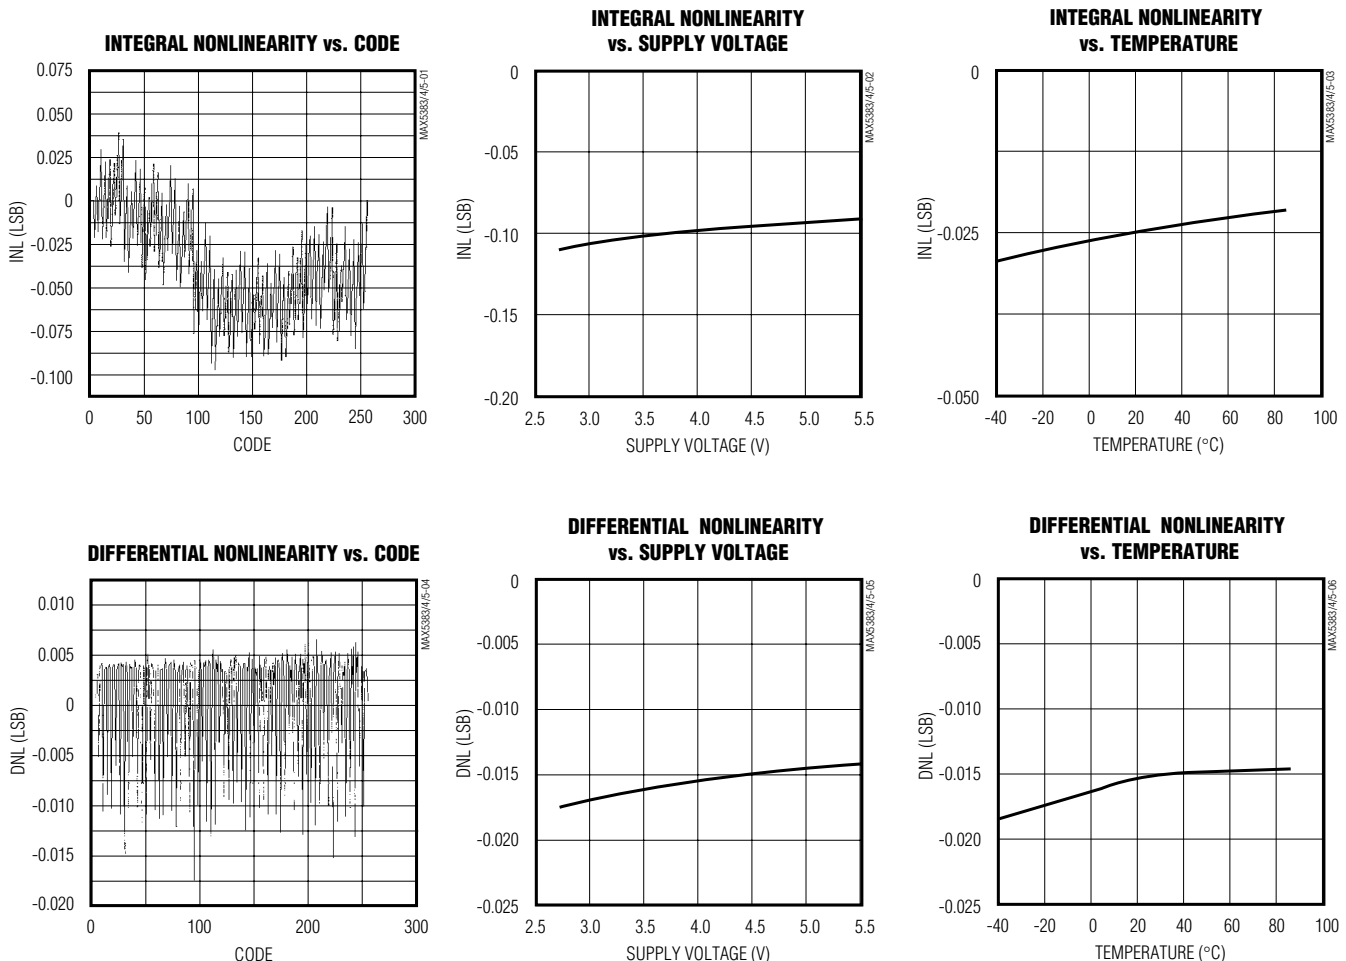 INTEGRAL NONLINEARITY vs. CODE
0.075
0.050
0.025
0
-0.025
-0.050
-0.075
-0.100
INL (LSB)
0 50 100 150 200 250 300
CODE
MAX5383/4/5-01
INTEGRAL NONLINEARITY
vs. SUPPLY VOLTAGE
0
-0.05
-0.10
-0.15
-0.20
INL (LSB)
2.5 3.0 3.5 4.0 4.5 5.0 5.5
SUPPLY VOLTAGE (V)
MAX5383/4/5-02
INTEGRAL NONLINEARITY
vs. TEMPERATURE
0
-0.025
-0.050
INL (LSB)
-40 -20 0 20 40 60 80 100
TEMPERATURE (°C)
MAX5383/4/5-03
DIFFERENTIAL NONLINEARITY vs. CODE
0.010
0.005
0
-0.005
-0.010
-0.015
-0.020
DNL (LSB)
0 100 200 300
CODE
MAX5383/4/5-04
DIFFERENTIAL NONLINEARITY
vs. SUPPLY VOLTAGE
0
-0.005
-0.010
-0.015
-0.020
-0.025
DNL (LSB)
2.5 3.0 3.5 4.0 4.5 5.0 5.5
SUPPLY VOLTAGE (V)
MAX5383/4/5-05
DIFFERENTIAL NONLINEARITY
vs. TEMPERATURE
0
-0.005
-0.010
-0.015
-0.020
-0.025
DNL (LSB)
-40 -20 0 20 40 60 80 100
TEMPERATURE (°C)
MAX5383/4/5-06